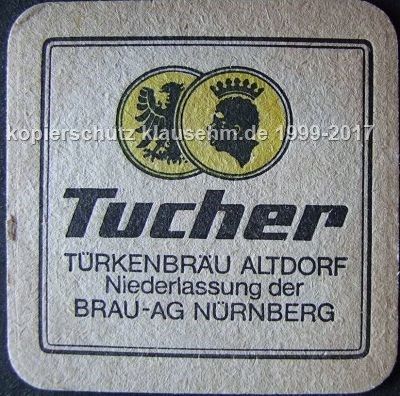 kopierschutz klausehm.de 1999-2017
Tucher
TÜRKENBRÄU ALTDORF
Niederlassung der
BRAU-AG NÜRNBERG